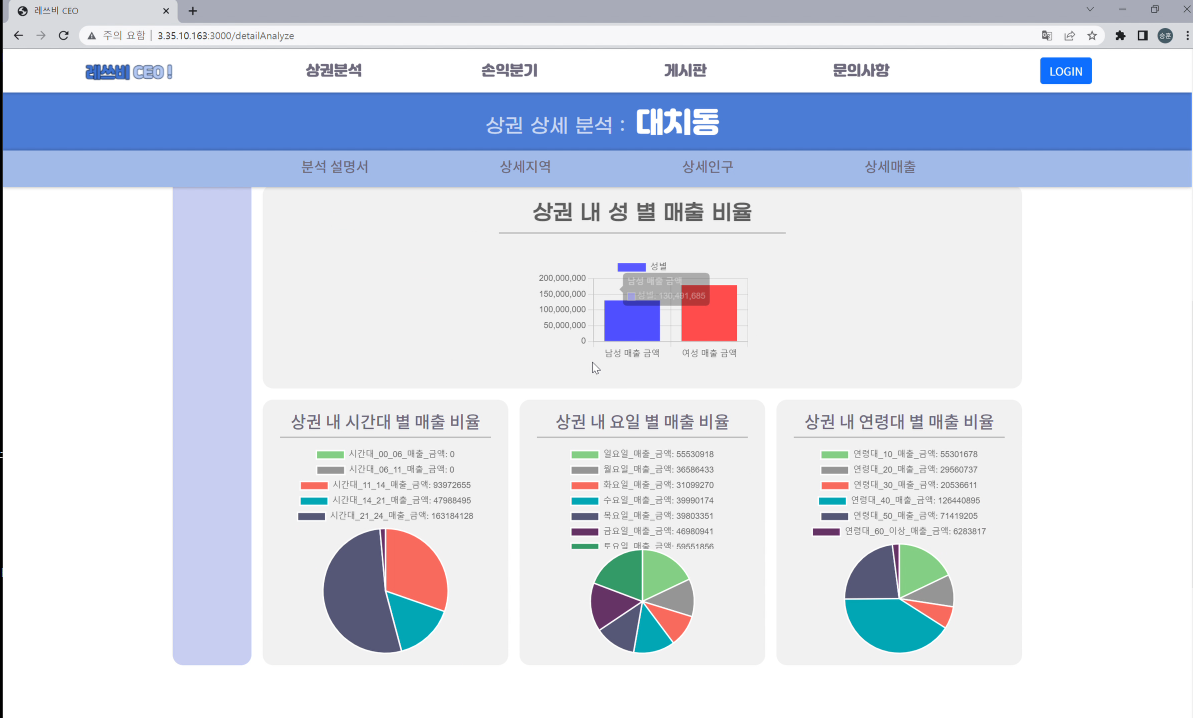 레쓰비 CEO
주의 요함 | 3.35.10.163:3000/detailAnalyze
승훈
레쓰비 CEO !
상권분석
손익분기
게시판
문의사항
LOGIN
상권 상세 분석 : 대치동
분석 설명서
상세지역
상세인구
상세매출
상권 내 성 별 매출 비율
성별
200,000,000
150,000,000
100,000,000
50,000,000
0
남성 매출 금액
성별: 130,491,685
남성 매출 금액
여성 매출 금액
상권 내 시간대 별 매출 비율
시간대_00_06_매출_금액: 0
시간대_06_11_매출_금액: 0
시간대_11_14_매출_금액: 93972655
시간대_14_21_매출_금액: 47988495
시간대_21_24_매출_금액: 163184128
상권 내 요일 별 매출 비율
일요일_매출_금액: 55530918
월요일_매출_금액: 36586433
화요일_매출_금액: 31099270
수요일_매출_금액: 39990174
목요일_매출_금액: 39803351
금요일_매출_금액: 46980941
토요일_매출_금액: 59551856
상권 내 연령대 별 매출 비율
연령대_10_매출_금액: 55301678
연령대_20_매출_금액: 29560737
연령대_30_매출_금액: 20536611
연령대_40_매출_금액: 126440895
연령대_50_매출_금액: 71419205
연령대_60_이상_매출_금액: 6283817